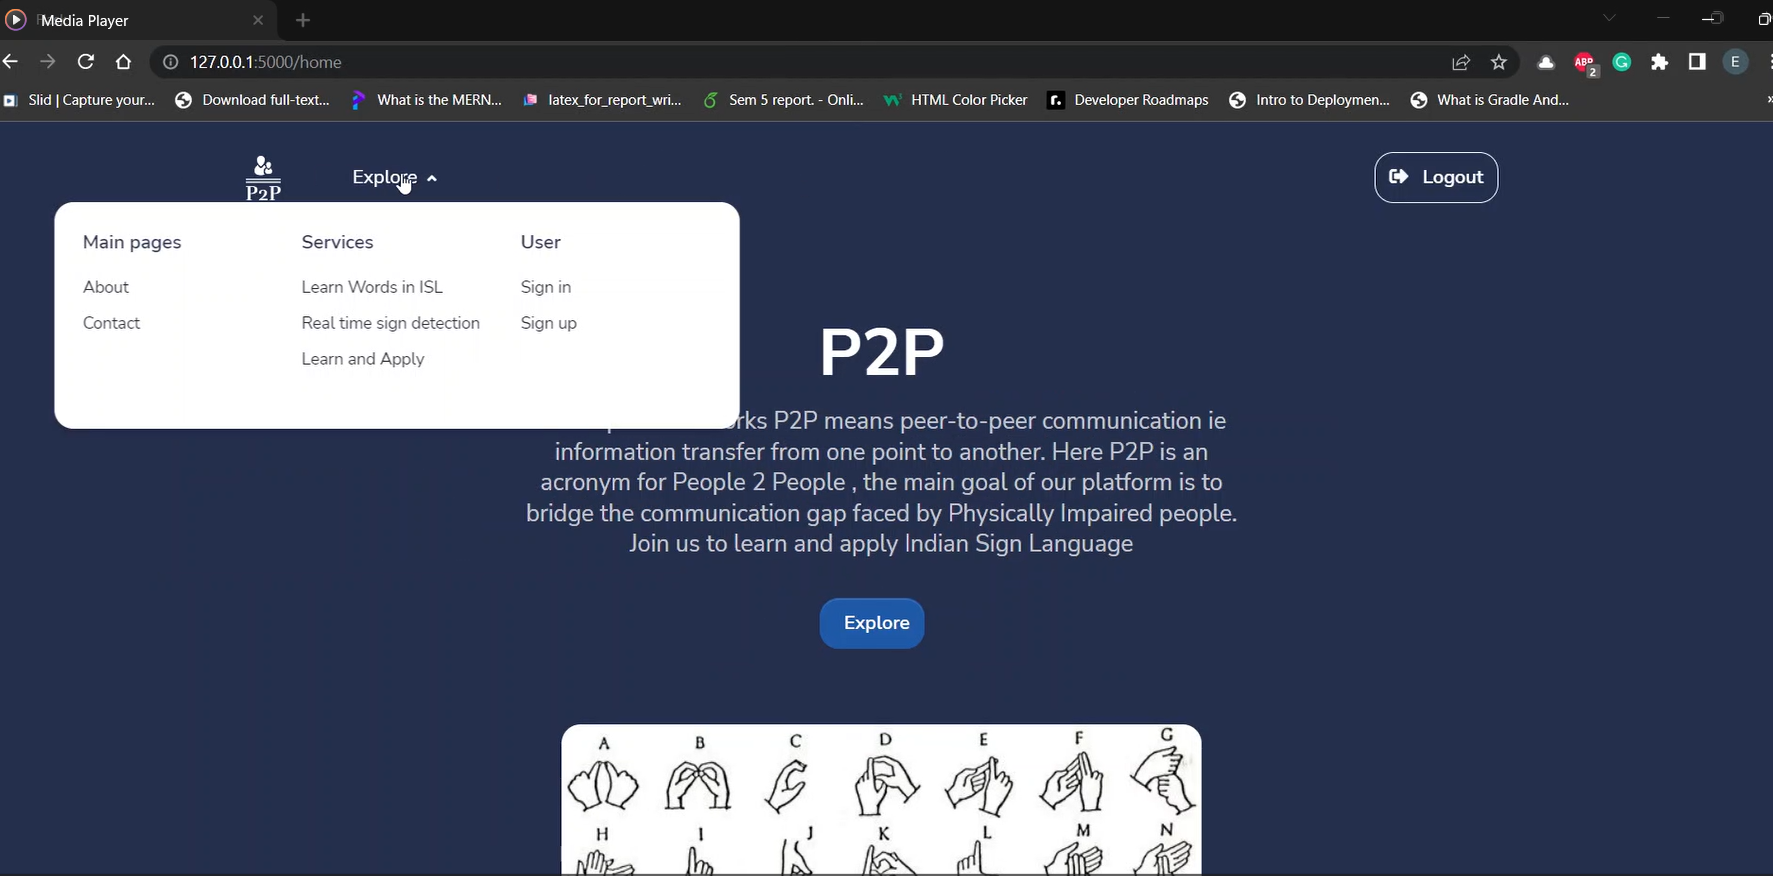 Media Player
127.0.0.1:5000/home
ABP
2
G
E
Slid | Capture your...
Download full-text...
What is the MERN...
latex_for_report_wri...
Sem 5 report. - Onli...
HTML Color Picker
Developer Roadmaps
Intro to Deploymen...
What is Gradle And...
P2P
Explore
Logout
Main pages
Services
User
About
Learn Words in ISL
Sign in
Contact
Real time sign detection
Sign up
Learn and Apply
P2P
P2P means peer-to-peer communication ie
information transfer from one point to another. Here P2P is an
acronym for People 2 People , the main goal of our platform is to
bridge the communication gap faced by Physically Impaired people.
Join us to learn and apply Indian Sign Language
Explore
A B C D E F G
H I J K L M N